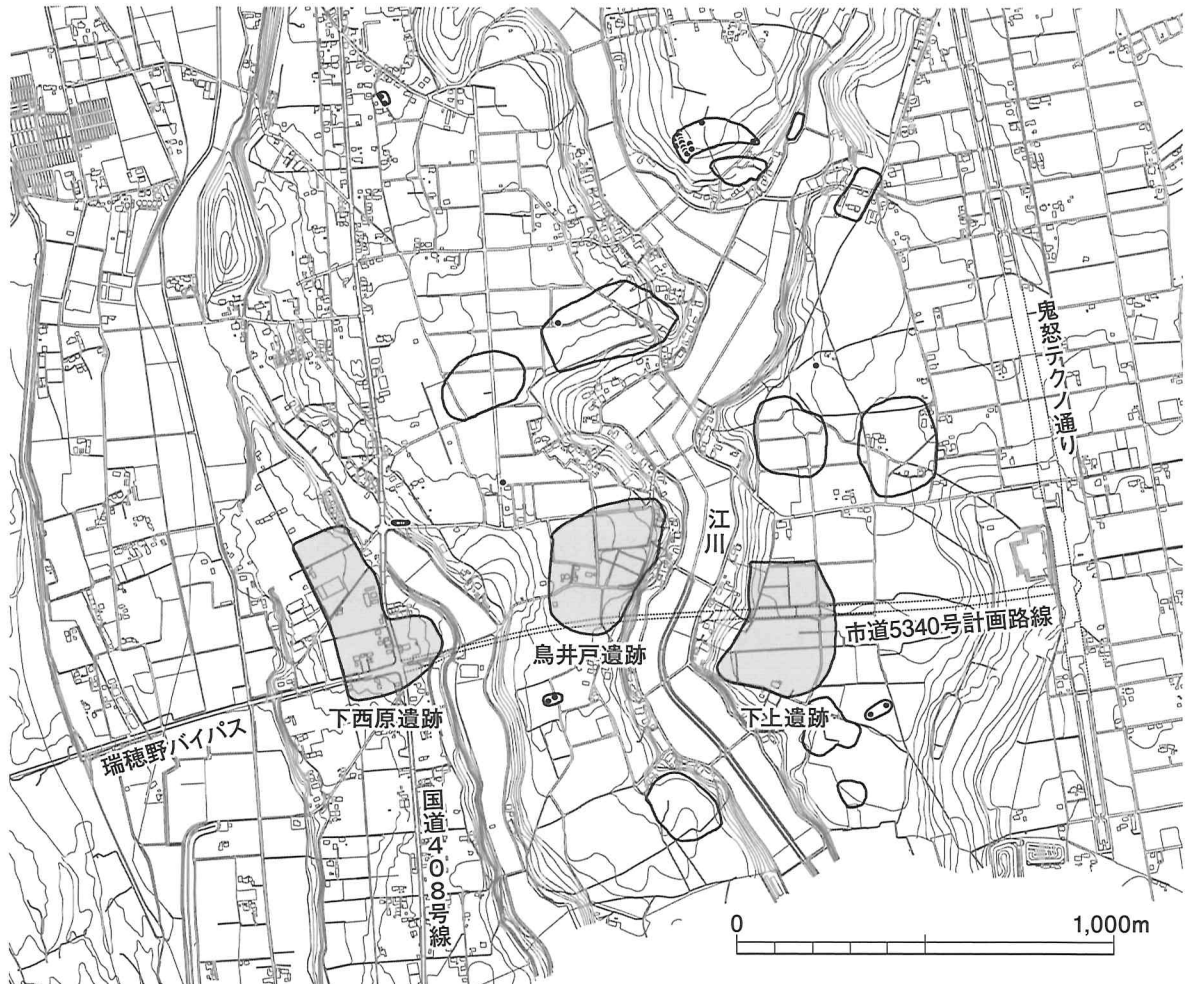 鬼怒テクノ通り
江川
市道5340号計画路線
鳥井戸遺跡
下西原遺跡
下上遺跡
瑞穂野バイパス
国道408号線
0 1,000m